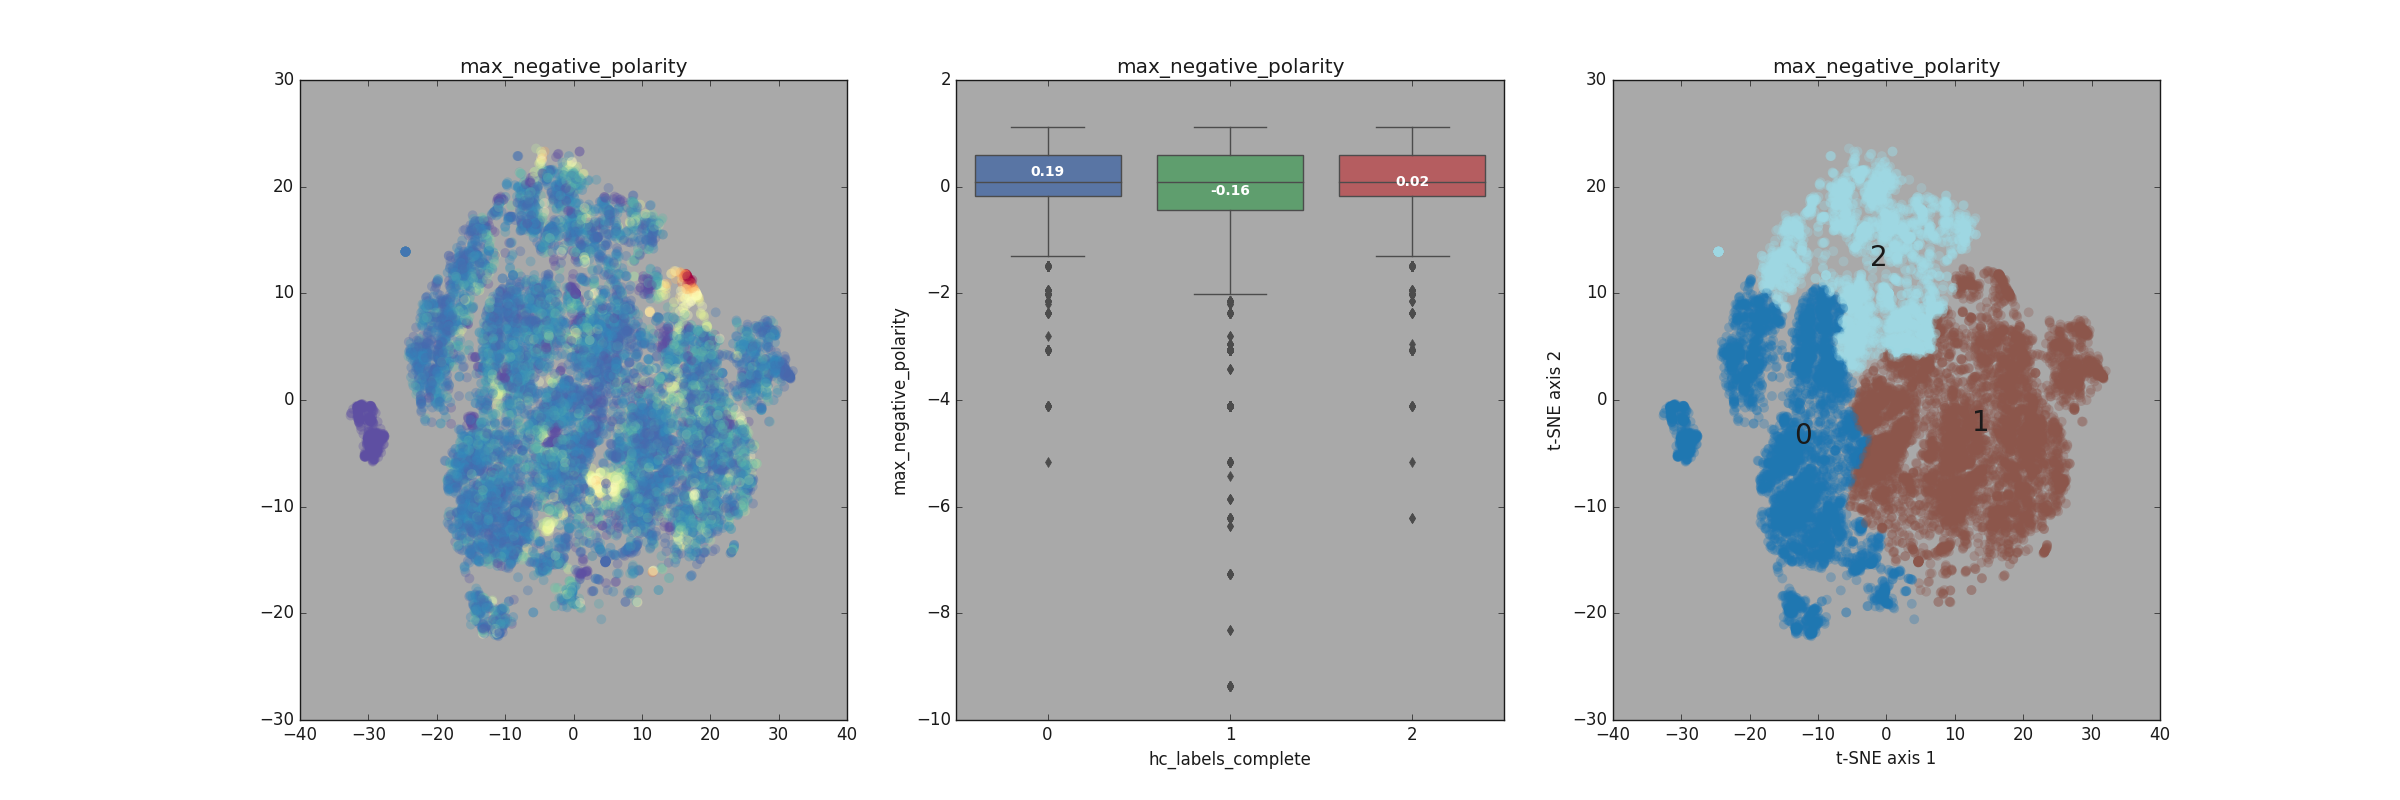 max_negative_polarity
30
20
10
0
−10
−20
−30
−40 −30 −20 −10 0 10 20 30 40
max_negative_polarity
max_negative_polarity
2
0
−2
−4
−6
−8
−10
0.19
-0.16
0.02
0 1 2
hc_labels_complete
max_negative_polarity
t-SNE axis 2
30
20
10
0
−10
−20
−30
2
1
0
−40 −30 −20 −10 0 10 20 30 40
t-SNE axis 1